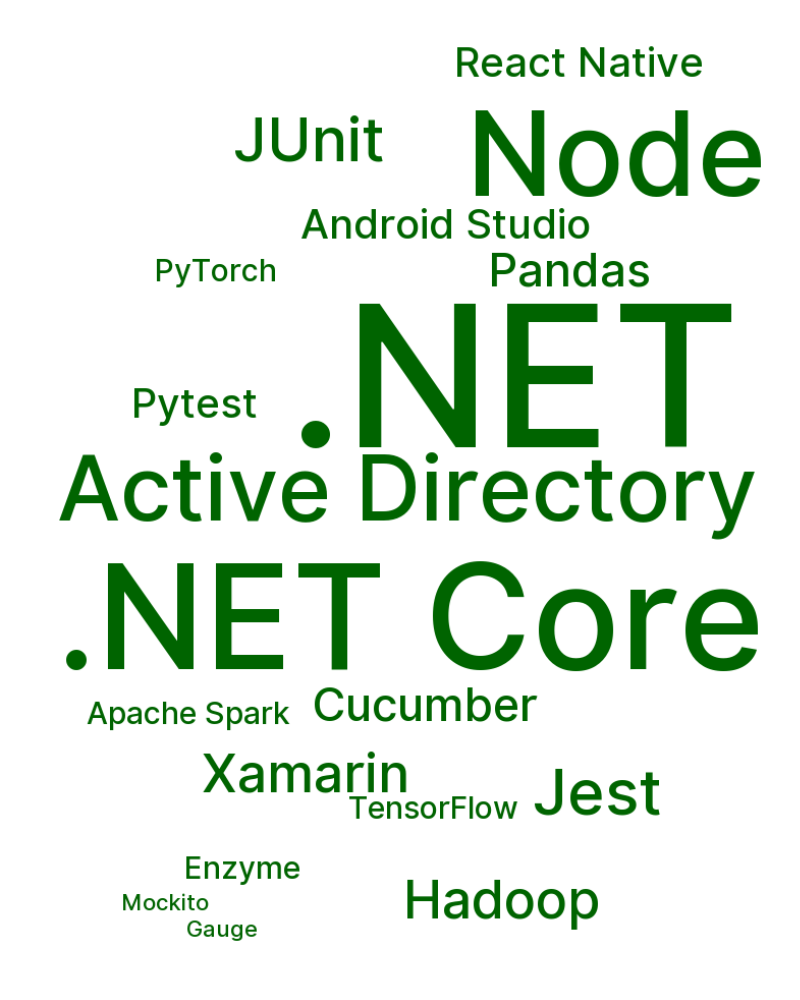 React Native
JUnit
Node
Android Studio
PyTorch
Pandas
.NET
Pytest
Active Directory
.NET Core
Apache Spark
Cucumber
Xamarin
TensorFlow
Jest
Enzyme
Hadoop
Mockito
Gauge